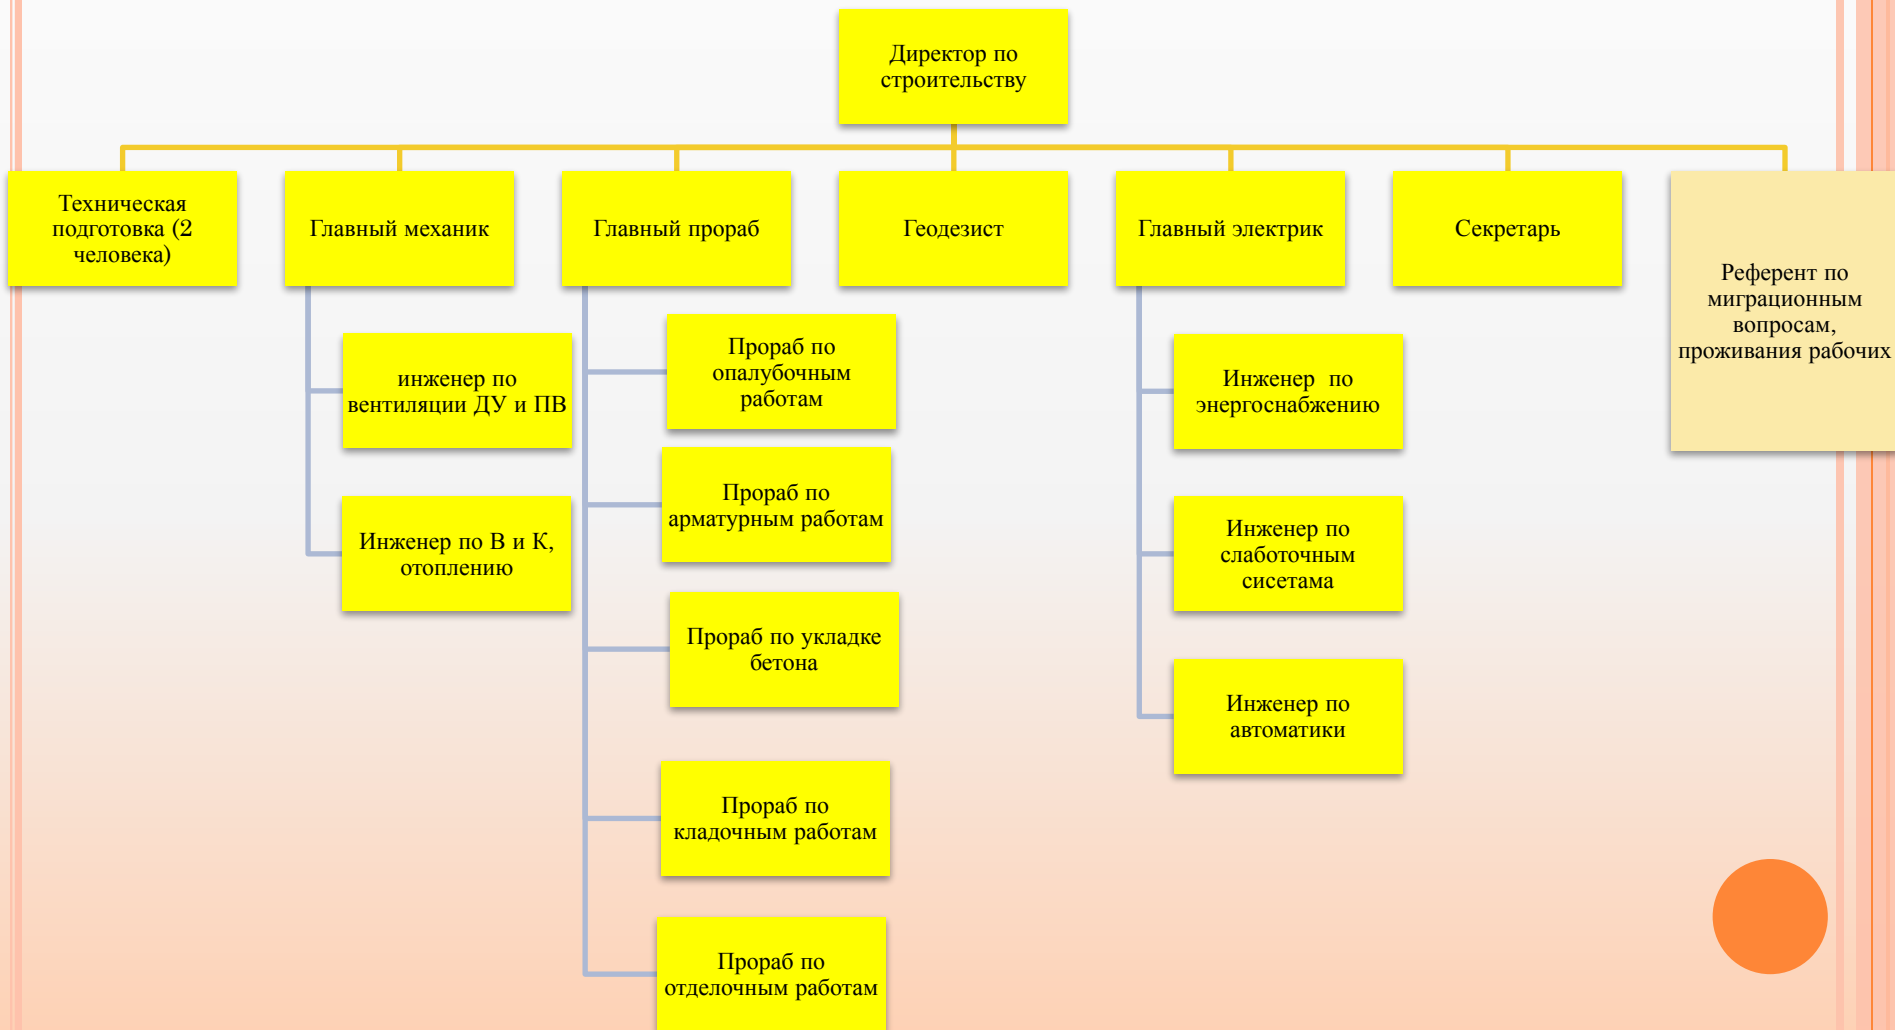 Директор по
строительству
Техническая
подготовка (2
человека)
Главный механик
Главный прораб
Геодезист
Главный электрик
Секретарь
Референт по
миграционным
вопросам,
проживания рабочих
инженер по
вентиляции ДУ и ПВ
Инженер по В и К,
отоплению
Прораб по
опалубочным
работам
Прораб по
арматурным работам
Прораб по укладке
бетона
Прораб по
кладочным работам
Прораб по
отделочным работам
Инженер по
энергоснабжению
Инженер по
слаботочным
сисетама
Инженер по
автоматики